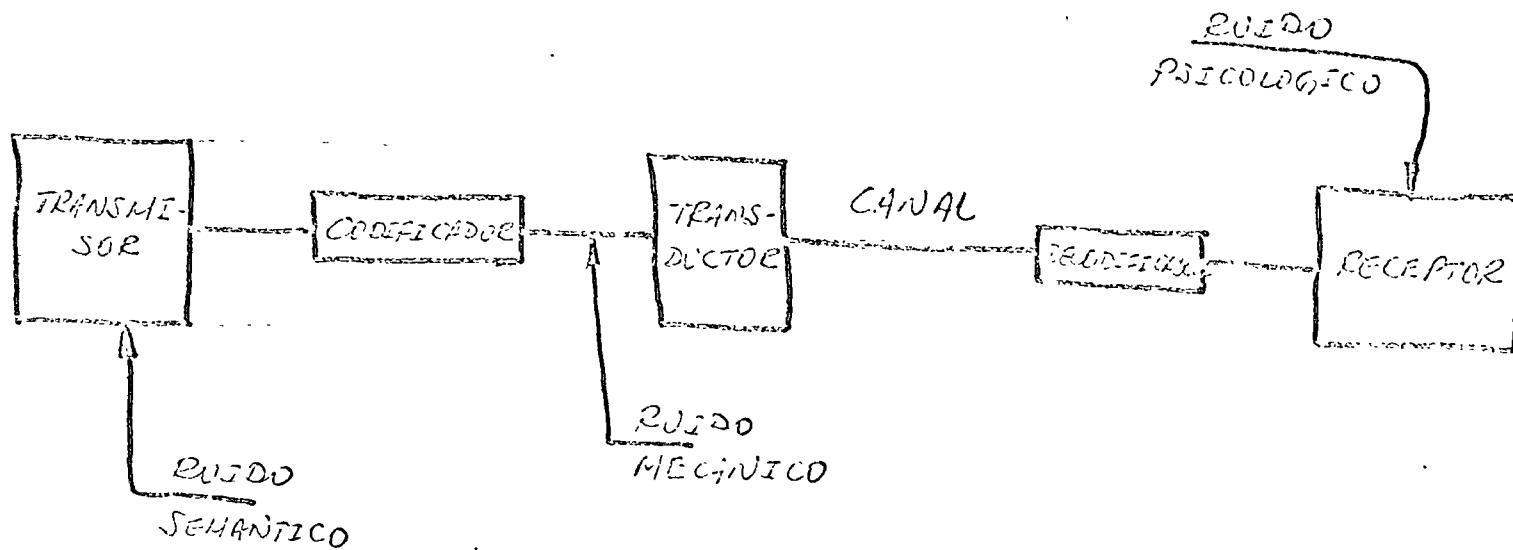 RUIDO
PSICOLOGICO
TRANSMI-
SOR
CODIFICADOR
TRANS-
DUCTOR
CANAL
RECEPTOR
RUIDO
MECANICO
RUIDO
SEMANTICO